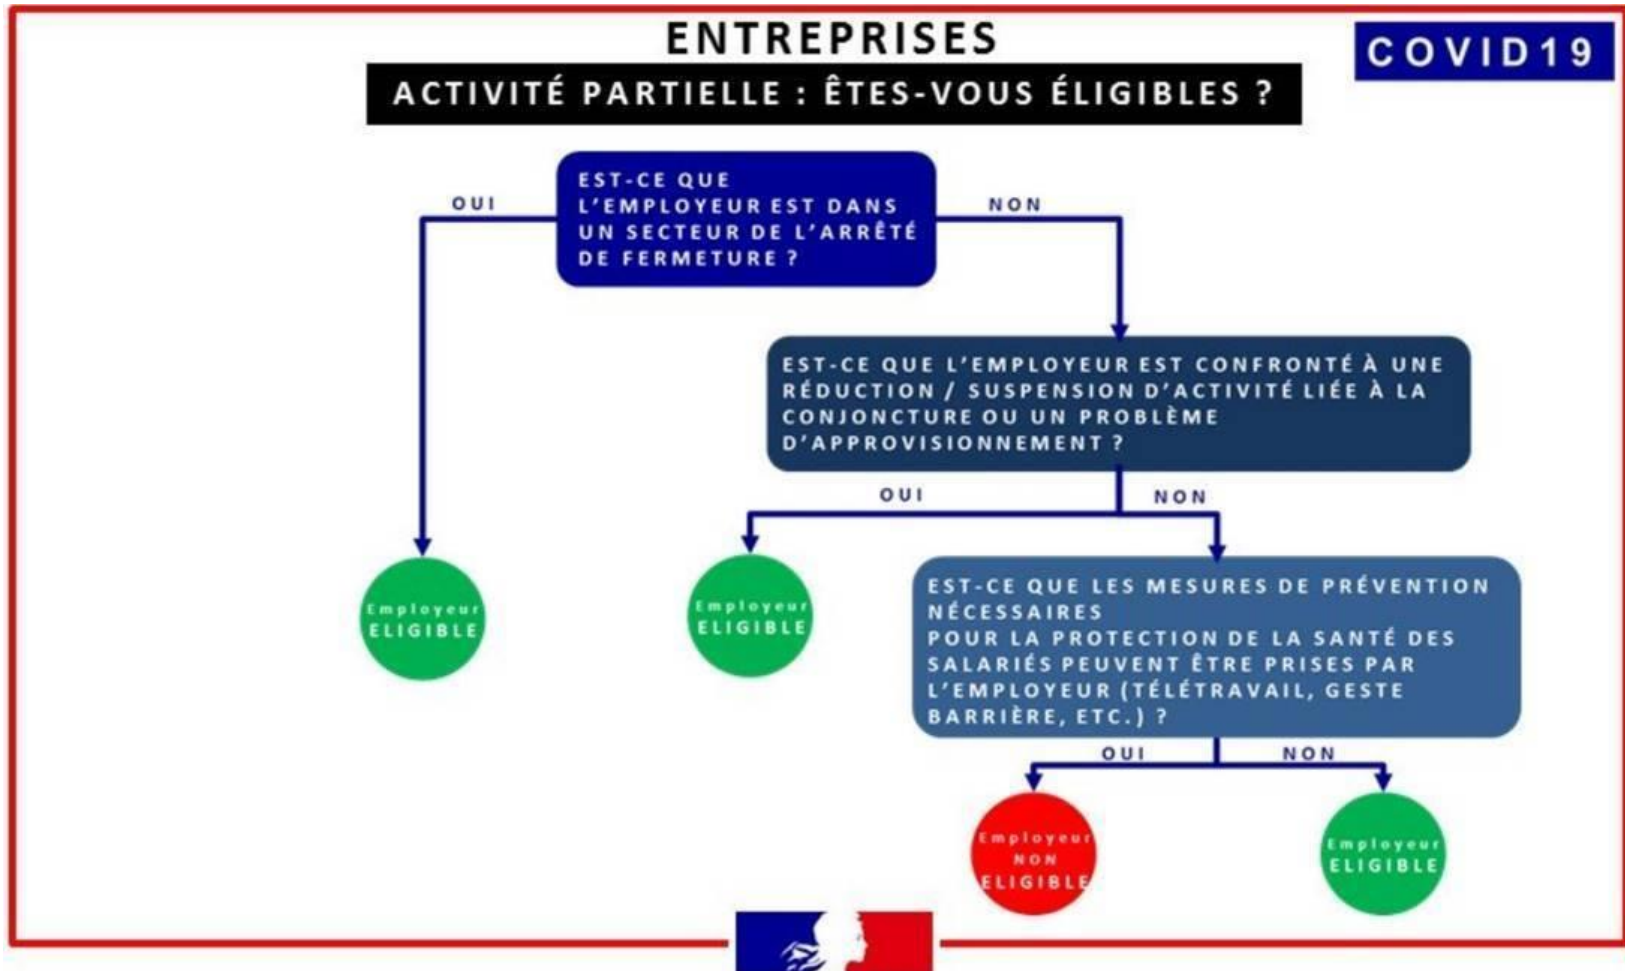 ENTREPRISES
COVID19
ACTIVITÉ PARTIELLE : ÊTES-VOUS ÉLIGIBLES ?
EST-CE QUE
L'EMPLOYEUR EST DANS
UN SECTEUR DE L'ARRÊTÉ
DE FERMETURE ?
OUI
NON
EST-CE QUE L'EMPLOYEUR EST CONFRONTÉ À UNE
RÉDUCTION / SUSPENSION D'ACTIVITÉ LIÉE À LA
CONJONCTURE OU UN PROBLÈME
D'APPROVISIONNEMENT ?
OUI
NON
Employeur
ELIGIBLE
Employeur
ELIGIBLE
EST-CE QUE LES MESURES DE PRÉVENTION
NÉCESSAIRES
POUR LA PROTECTION DE LA SANTÉ DES
SALARIÉS PEUVENT ÊTRE PRISES PAR
L'EMPLOYEUR (TÉLÉTRAVAIL, GESTE
BARRIÈRE, ETC.) ?
OUI
NON
Employeur
NON
ELIGIBLE
Employeur
ELIGIBLE